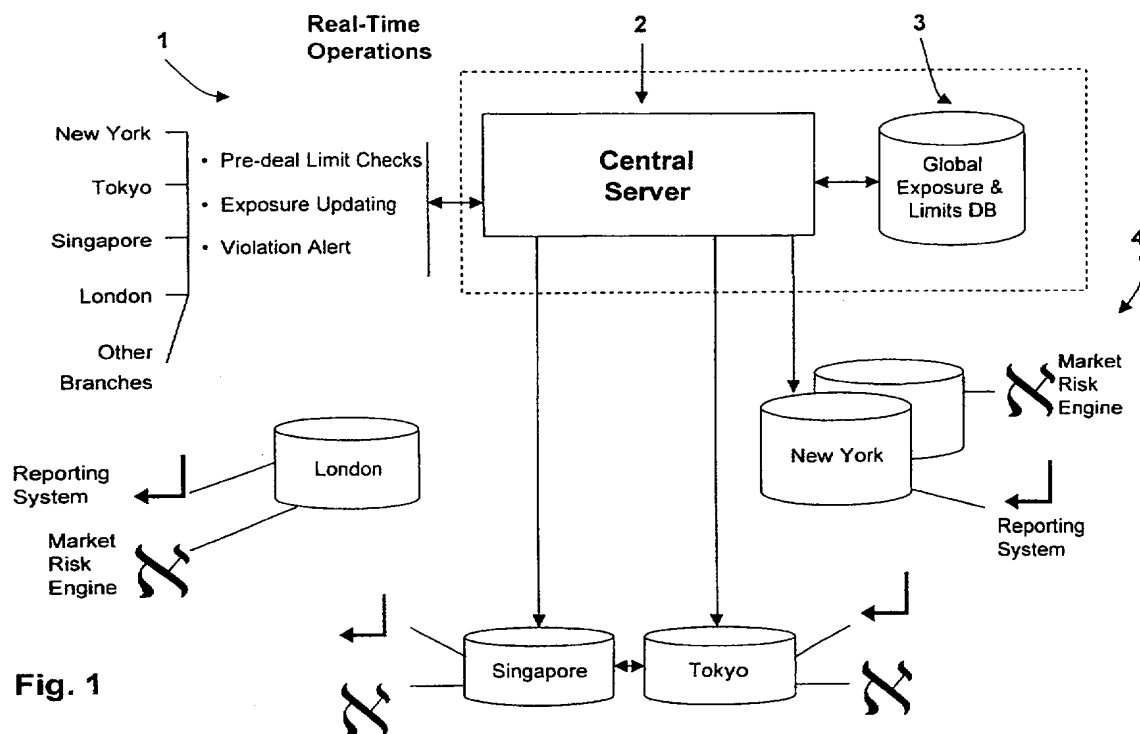 1
Real-Time
Operations
2
3
New York
Tokyo
Singapore
London
Other
Branches
• Pre-deal Limit Checks
• Exposure Updating
• Violation Alert
Central
Server
Global
Exposure &
Limits DB
4
Market
Risk
Engine
New York
Reporting
System
London
Reporting
System
Market
Risk
Engine
Singapore
Tokyo
Fig. 1